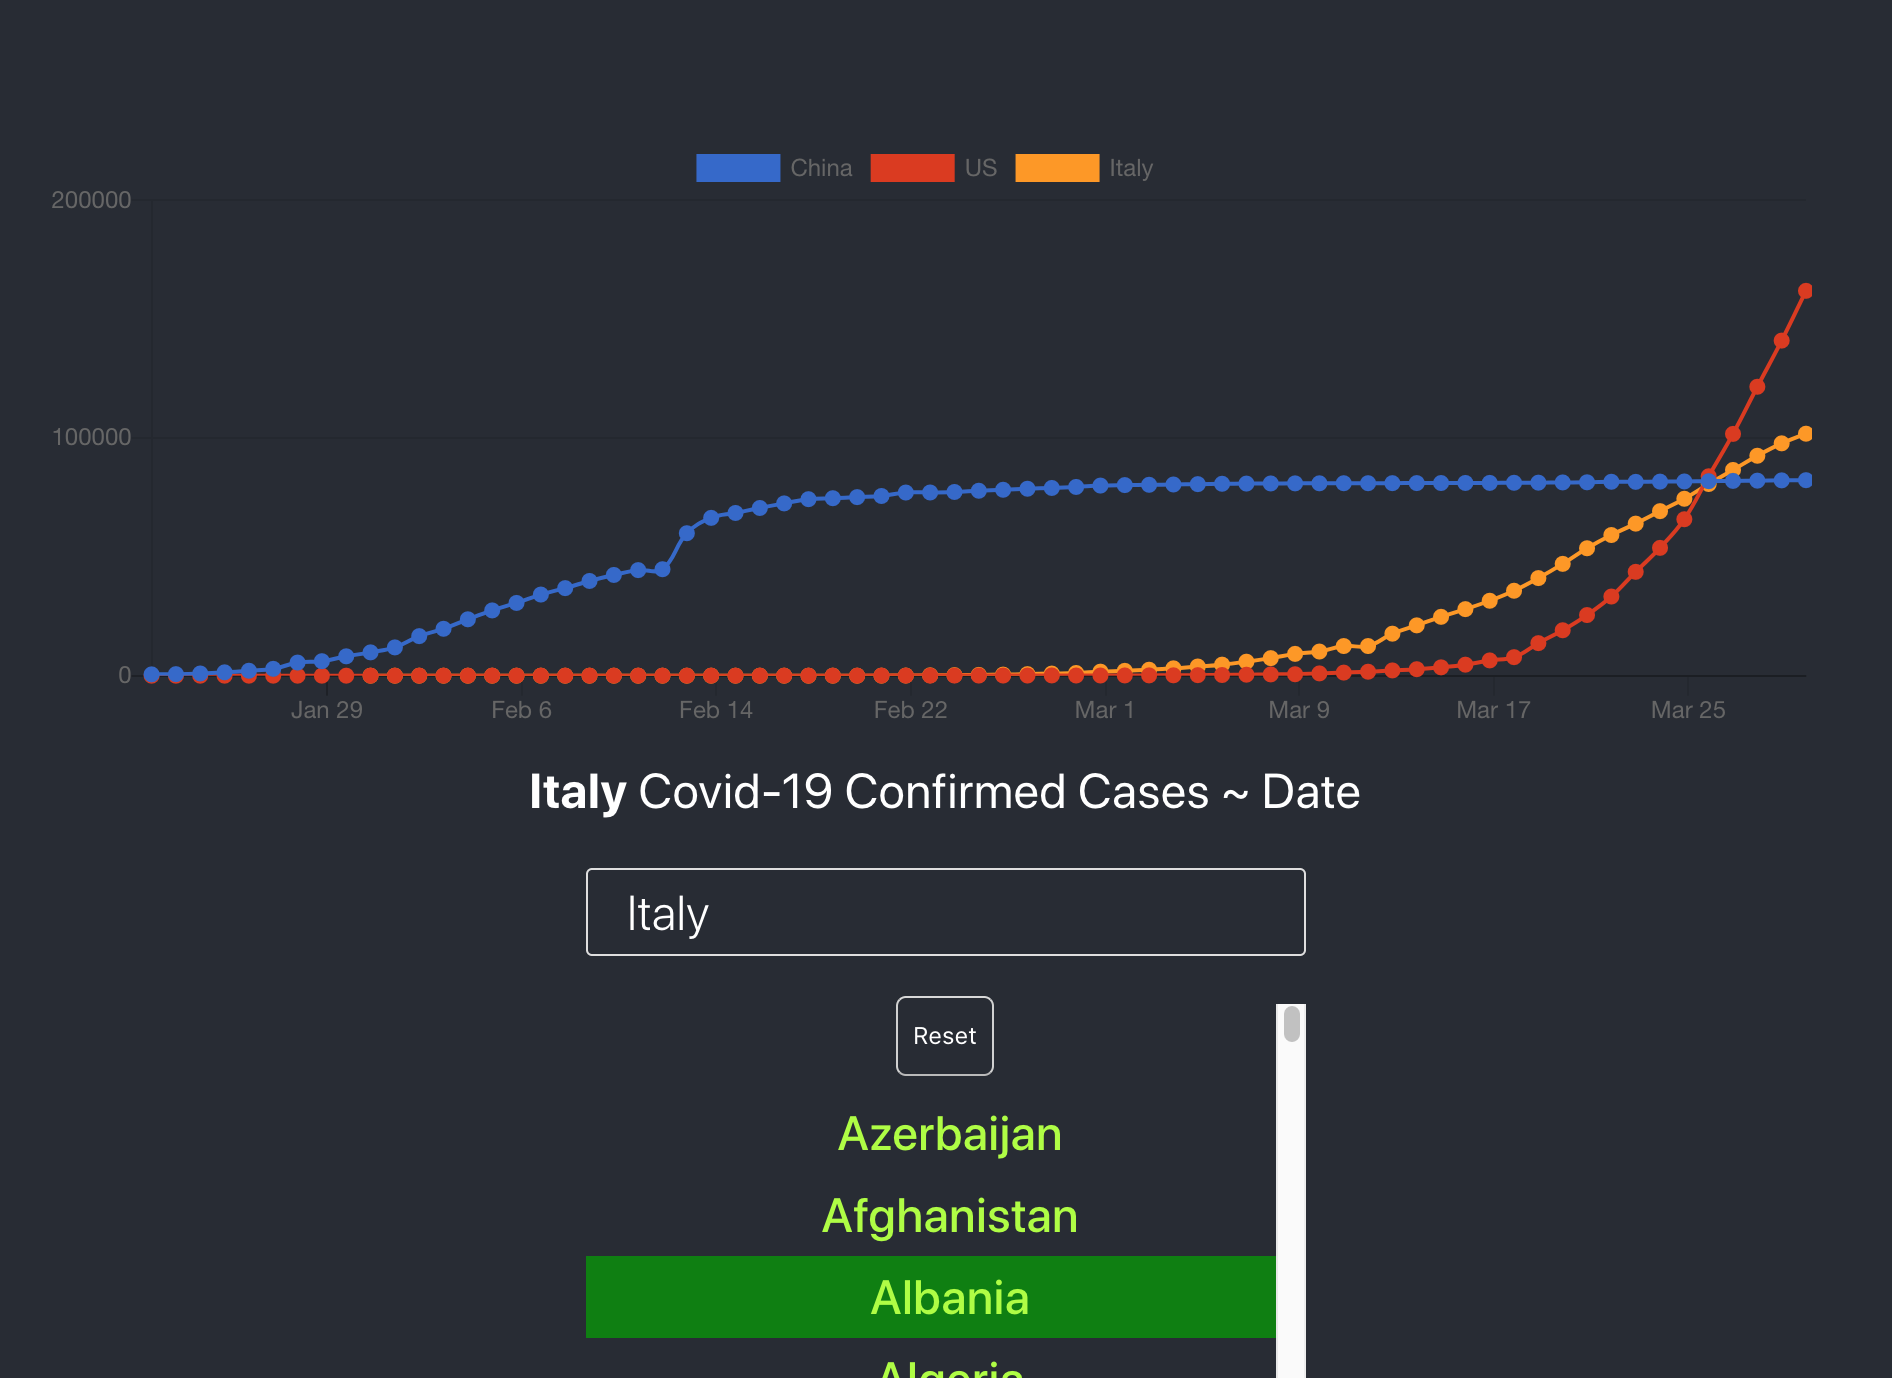 China US Italy
200000
100000
0
Jan 29 Feb 6 Feb 14 Feb 22 Mar 1 Mar 9 Mar 17 Mar 25
Italy Covid-19 Confirmed Cases ~ Date
Italy
Reset
Azerbaijan
Afghanistan
Albania
Algeria